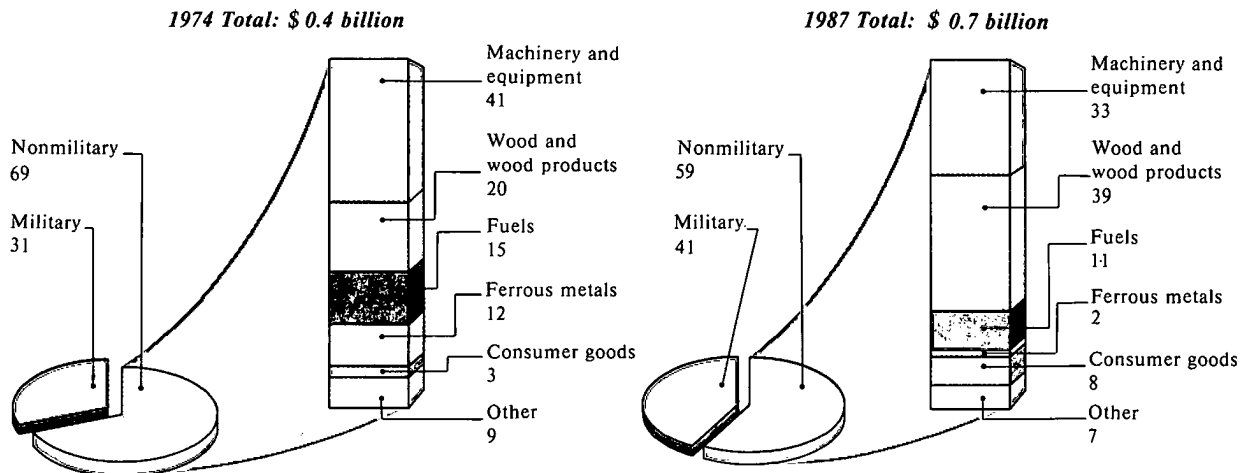 1974 Total: $ 0.4 billion
Machinery and
equipment
41
Nonmilitary
69
Wood and
wood products
20
Military
31
Fuels
15
Ferrous metals
12
Consumer goods
3
Other
9
1987 Total: $ 0.7 billion
Machinery and
equipment
33
Nonmilitary
59
Wood and
wood products
39
Military
41
Fuels
11
Ferrous metals
2
Consumer goods
8
Other
7